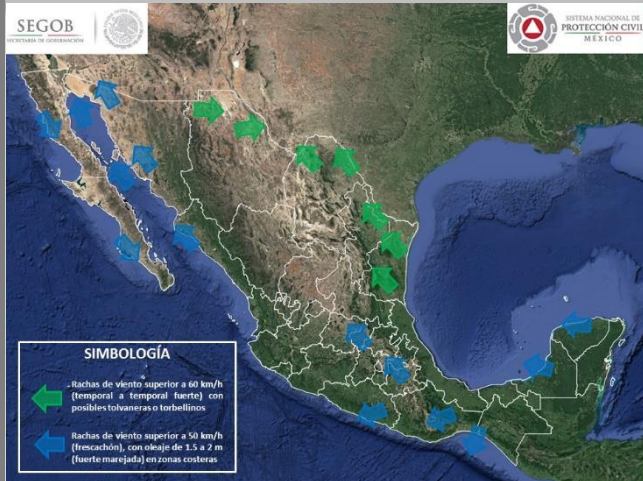 SEGOB
SECRETARÍA DE GOBERNACIÓN
SISTEMA NACIONAL DE
PROTECCIÓN CIVIL
MÉXICO
SIMBOLOGÍA
Rachas de viento superior a 60 km/h
(temporal a temporal fuerte) con
posibles tolvaneras o torbellinos
Rachas de viento superior a 50 km/h
(frescachón), con oleaje de 1.5 a 2 m
(fuerte marejada) en zonas costeras